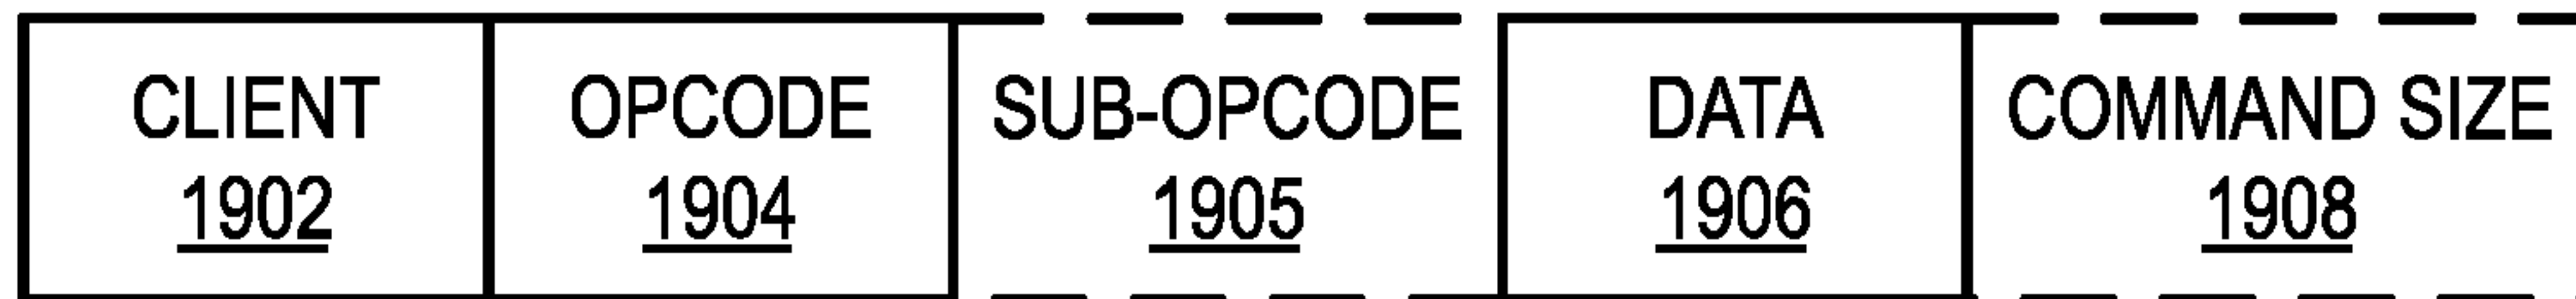 CLIENT OPCODE SUB-OPCODE DATA COMMAND SIZE
1902 1904 1905 1906 1908